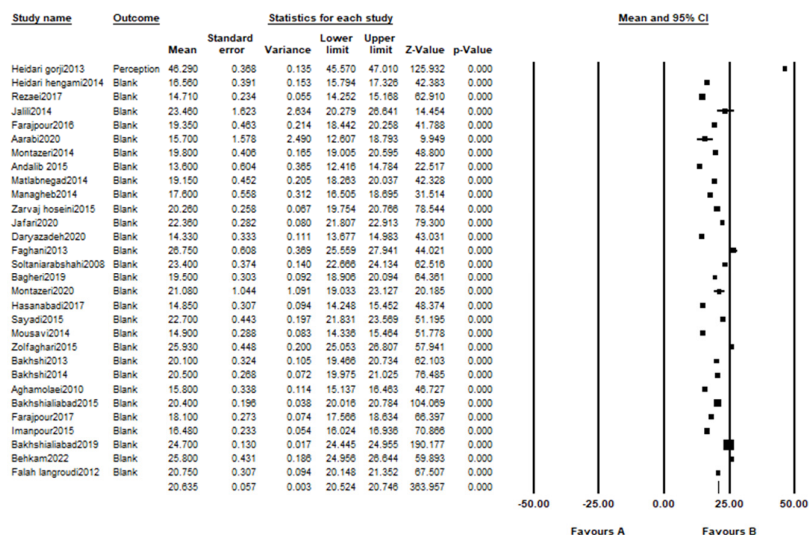 Study name Outcome Statistics for each study Mean and 95% CI
Mean Standard error Variance Lower limit Upper limit Z-Value p-Value
Heidari gorji2013 Perception 46.290 0.368 0.135 45.570 47.010 125.932 0.000
Heidari hengami2014 Blank 16.560 0.391 0.153 15.794 17.326 42.383 0.000
Rezaei2017 Blank 14.710 0.234 0.055 14.252 15.168 62.910 0.000
Jalili2014 Blank 23.460 1.623 2.634 20.279 26.641 14.454 0.000
Farajpour2016 Blank 19.350 0.463 0.214 18.442 20.258 41.788 0.000
Aarabi2020 Blank 15.700 1.578 2.490 12.607 18.793 9.949 0.000
Montazeri2014 Blank 19.800 0.406 0.165 19.005 20.595 48.800 0.000
Andalib 2015 Blank 13.600 0.604 0.365 12.416 14.784 22.517 0.000
Matlabnegad2014 Blank 19.150 0.452 0.205 18.263 20.037 42.328 0.000
Managheb2014 Blank 17.600 0.558 0.312 16.505 18.695 31.514 0.000
Zarvaj hoseini2015 Blank 20.260 0.258 0.067 19.754 20.766 78.544 0.000
Jafari2020 Blank 22.360 0.282 0.080 21.807 22.913 79.300 0.000
Daryazadeh2020 Blank 14.330 0.333 0.111 13.677 14.983 43.031 0.000
Faghani2013 Blank 26.750 0.608 0.369 25.559 27.941 44.021 0.000
Soltaniarabshahi2008 Blank 23.400 0.374 0.140 22.666 24.134 62.516 0.000
Bagheri2019 Blank 19.500 0.303 0.092 18.906 20.094 64.361 0.000
Montazeri2020 Blank 21.080 1.044 1.091 19.033 23.127 20.185 0.000
Hasanabadi2017 Blank 14.850 0.307 0.094 14.248 15.452 48.374 0.000
Sayadi2015 Blank 22.700 0.443 0.197 21.831 23.569 51.195 0.000
Mousavi2014 Blank 14.900 0.288 0.083 14.336 15.464 51.778 0.000
Zolfaghari2015 Blank 25.930 0.448 0.200 25.053 26.807 57.941 0.000
Bakhshi2013 Blank 20.100 0.324 0.105 19.466 20.734 62.103 0.000
Bakhshi2014 Blank 20.500 0.268 0.072 19.975 21.025 76.485 0.000
Aghamolaei2010 Blank 15.800 0.338 0.114 15.137 16.463 46.727 0.000
Bakhshialiabad2015 Blank 20.400 0.196 0.038 20.016 20.784 104.069 0.000
Farajpour2017 Blank 18.100 0.273 0.074 17.566 18.634 66.397 0.000
Imanpour2015 Blank 16.480 0.233 0.054 16.024 16.936 70.866 0.000
Bakhshialiabad2019 Blank 24.700 0.130 0.017 24.445 24.955 190.177 0.000
Behkam2022 Blank 25.800 0.431 0.186 24.956 26.644 59.893 0.000
Falah langroudi2012 Blank 20.750 0.307 0.094 20.148 21.352 67.507 0.000
20.635 0.057 0.003 20.524 20.746 363.957 0.000
-50.00 -25.00 0.00 25.00 50.00
Favours A Favours B